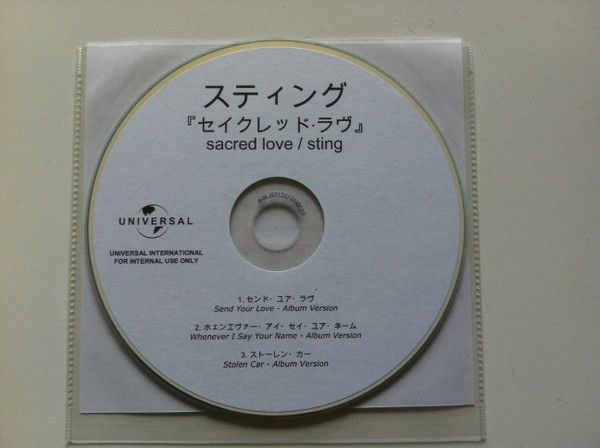 スティング
『セイクレッド・ラヴ』
sacred love / sting
UNIVERSAL
UNIVERSAL INTERNATIONAL
FOR INTERNAL USE ONLY
1. センド・ ユア・ ラヴ
Send Your Love - Album Version
2. ホェンエヴァー・ アイ・ セイ・ ユア・ ネーム
Whenever I Say Your Name - Album Version
3. ストーレン・ カー
Stolen Car - Album Version